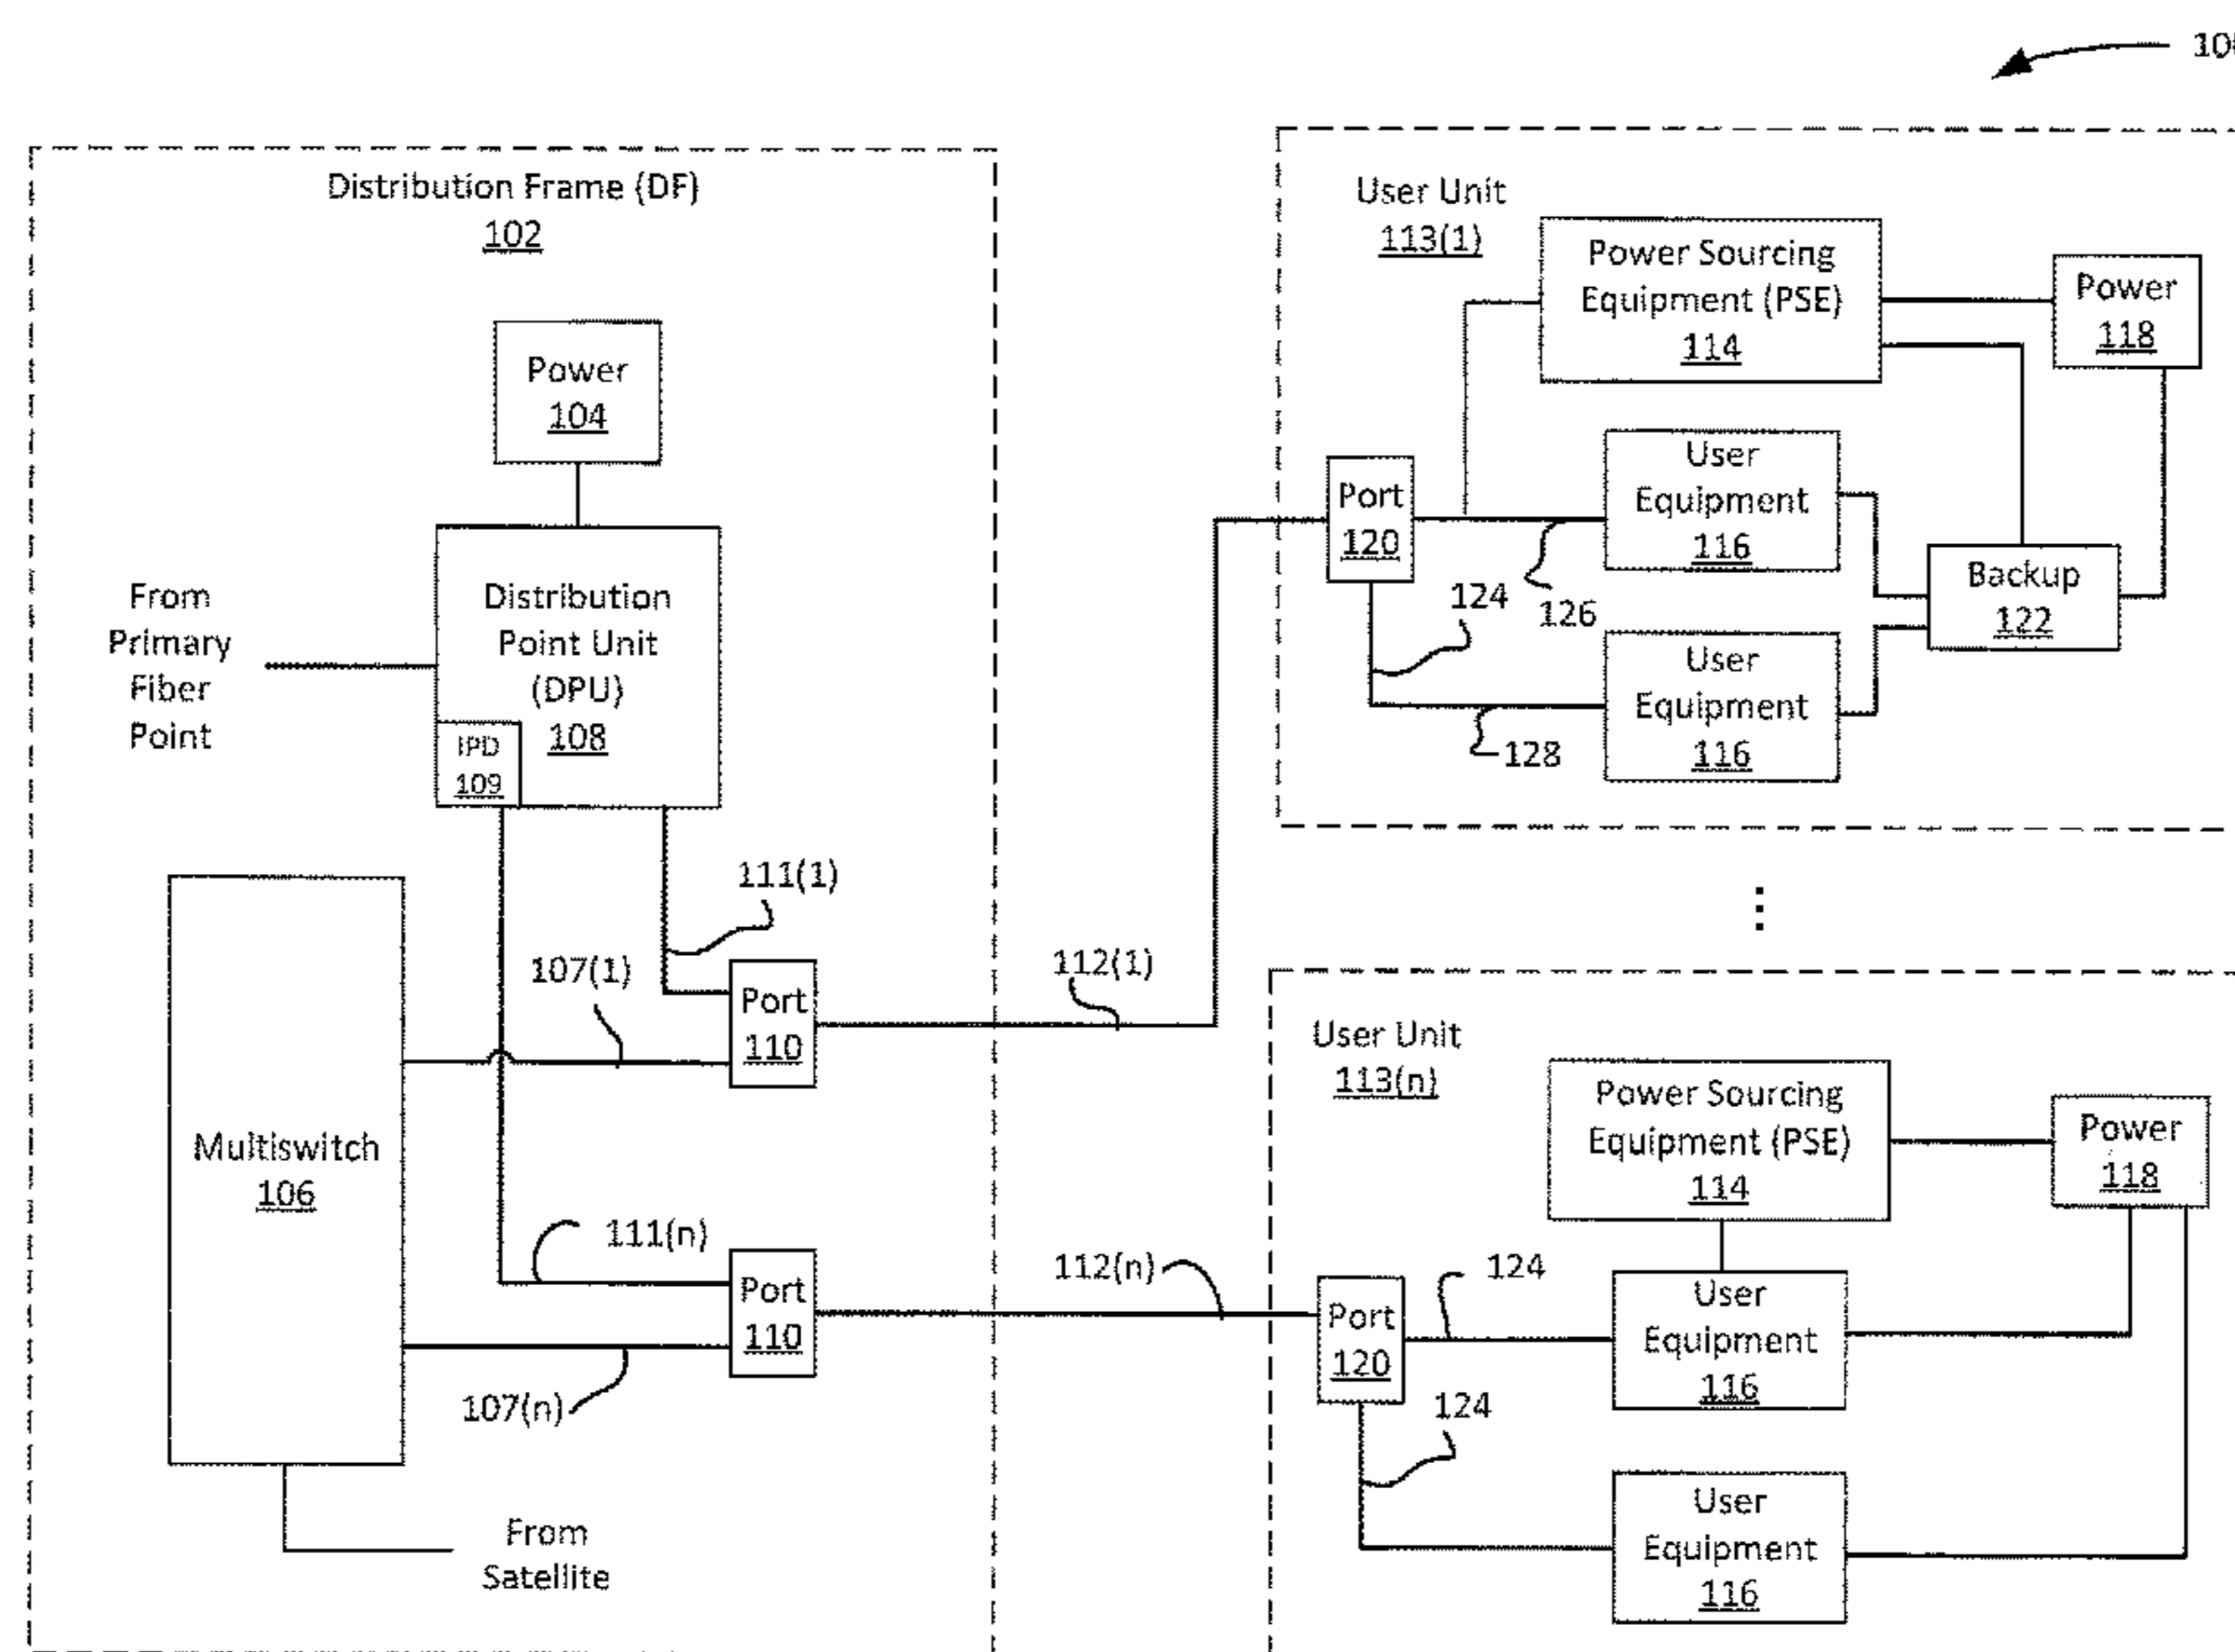 Distribution Frame (DF)
102
Power
104
From
Primary
Fiber
Point
Distribution
Point Unit
(DPU)
108
IPD
109
111(1)
107(1)
Port
110
Multiswitch
106
111(n)
Port
110
107(n)
From
Satellite
112(1)
112(n)
User Unit
113(1)
Power Sourcing
Equipment (PSE)
114
Power
118
Port
120
User
Equipment
116
124
126
Backup
122
User
Equipment
116
128
User Unit
113(n)
Power Sourcing
Equipment (PSE)
114
Power
118
Port
120
124
User
Equipment
116
124
User
Equipment
116